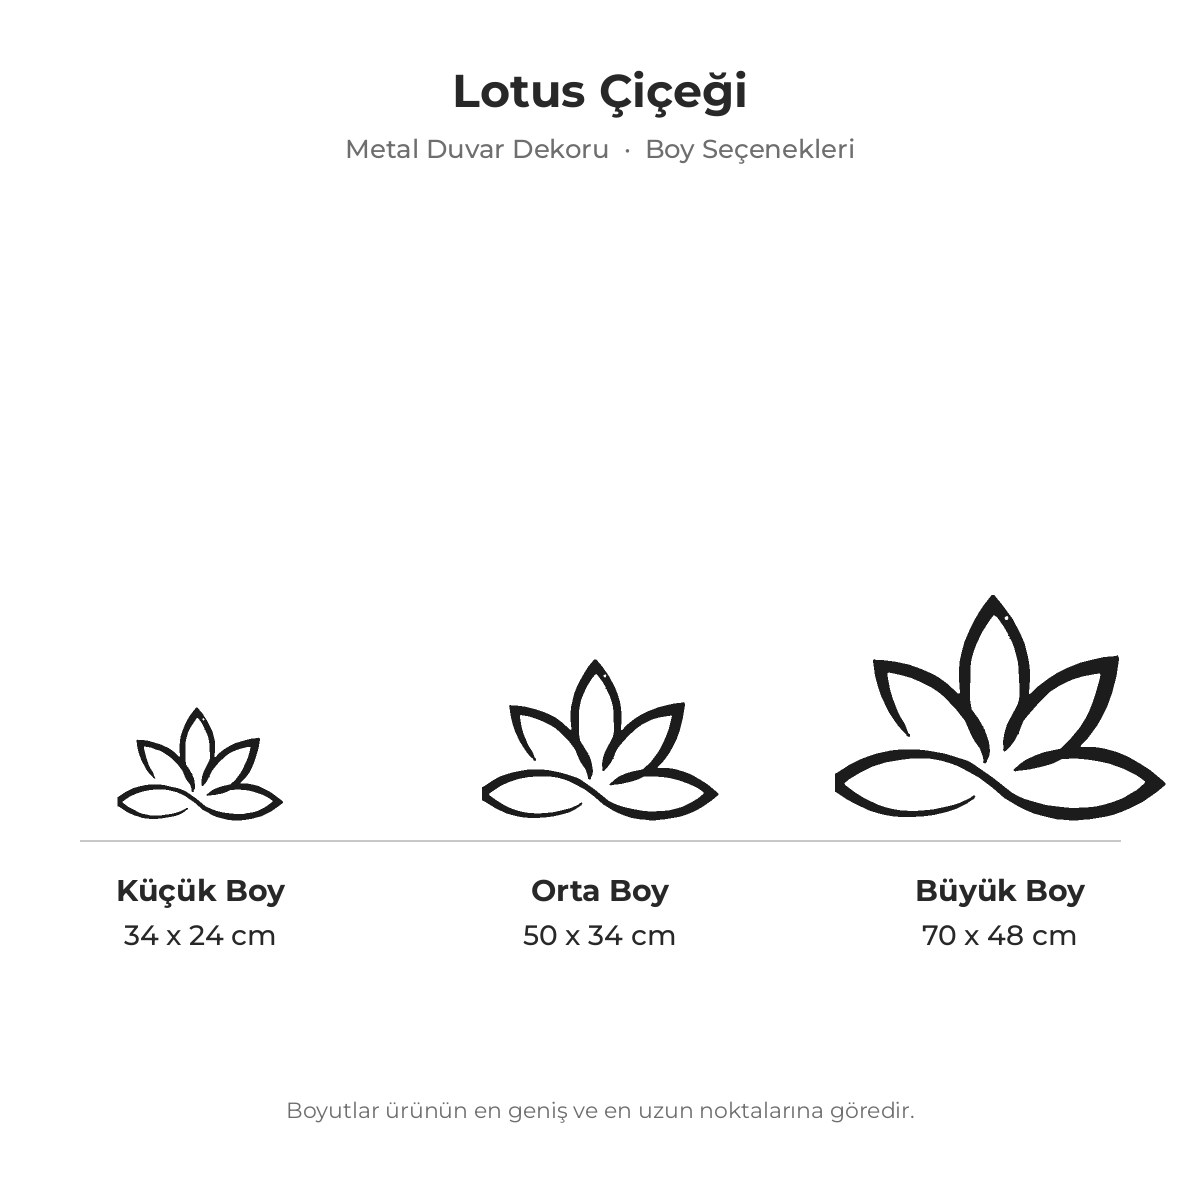 Lotus Çiçeği
Metal Duvar Dekoru · Boy Seçenekleri
Küçük Boy
34 x 24 cm
Orta Boy
50 x 34 cm
Büyük Boy
70 x 48 cm
Boyutlar ürünün en geniş ve en uzun noktalarına göredir.